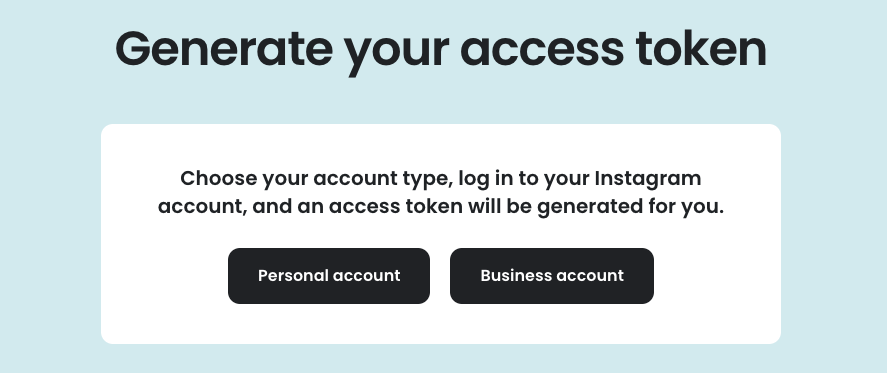 Generate your access token
Choose your account type, log in to your Instagram
account, and an access token will be generated for you.
Personal account
Business account